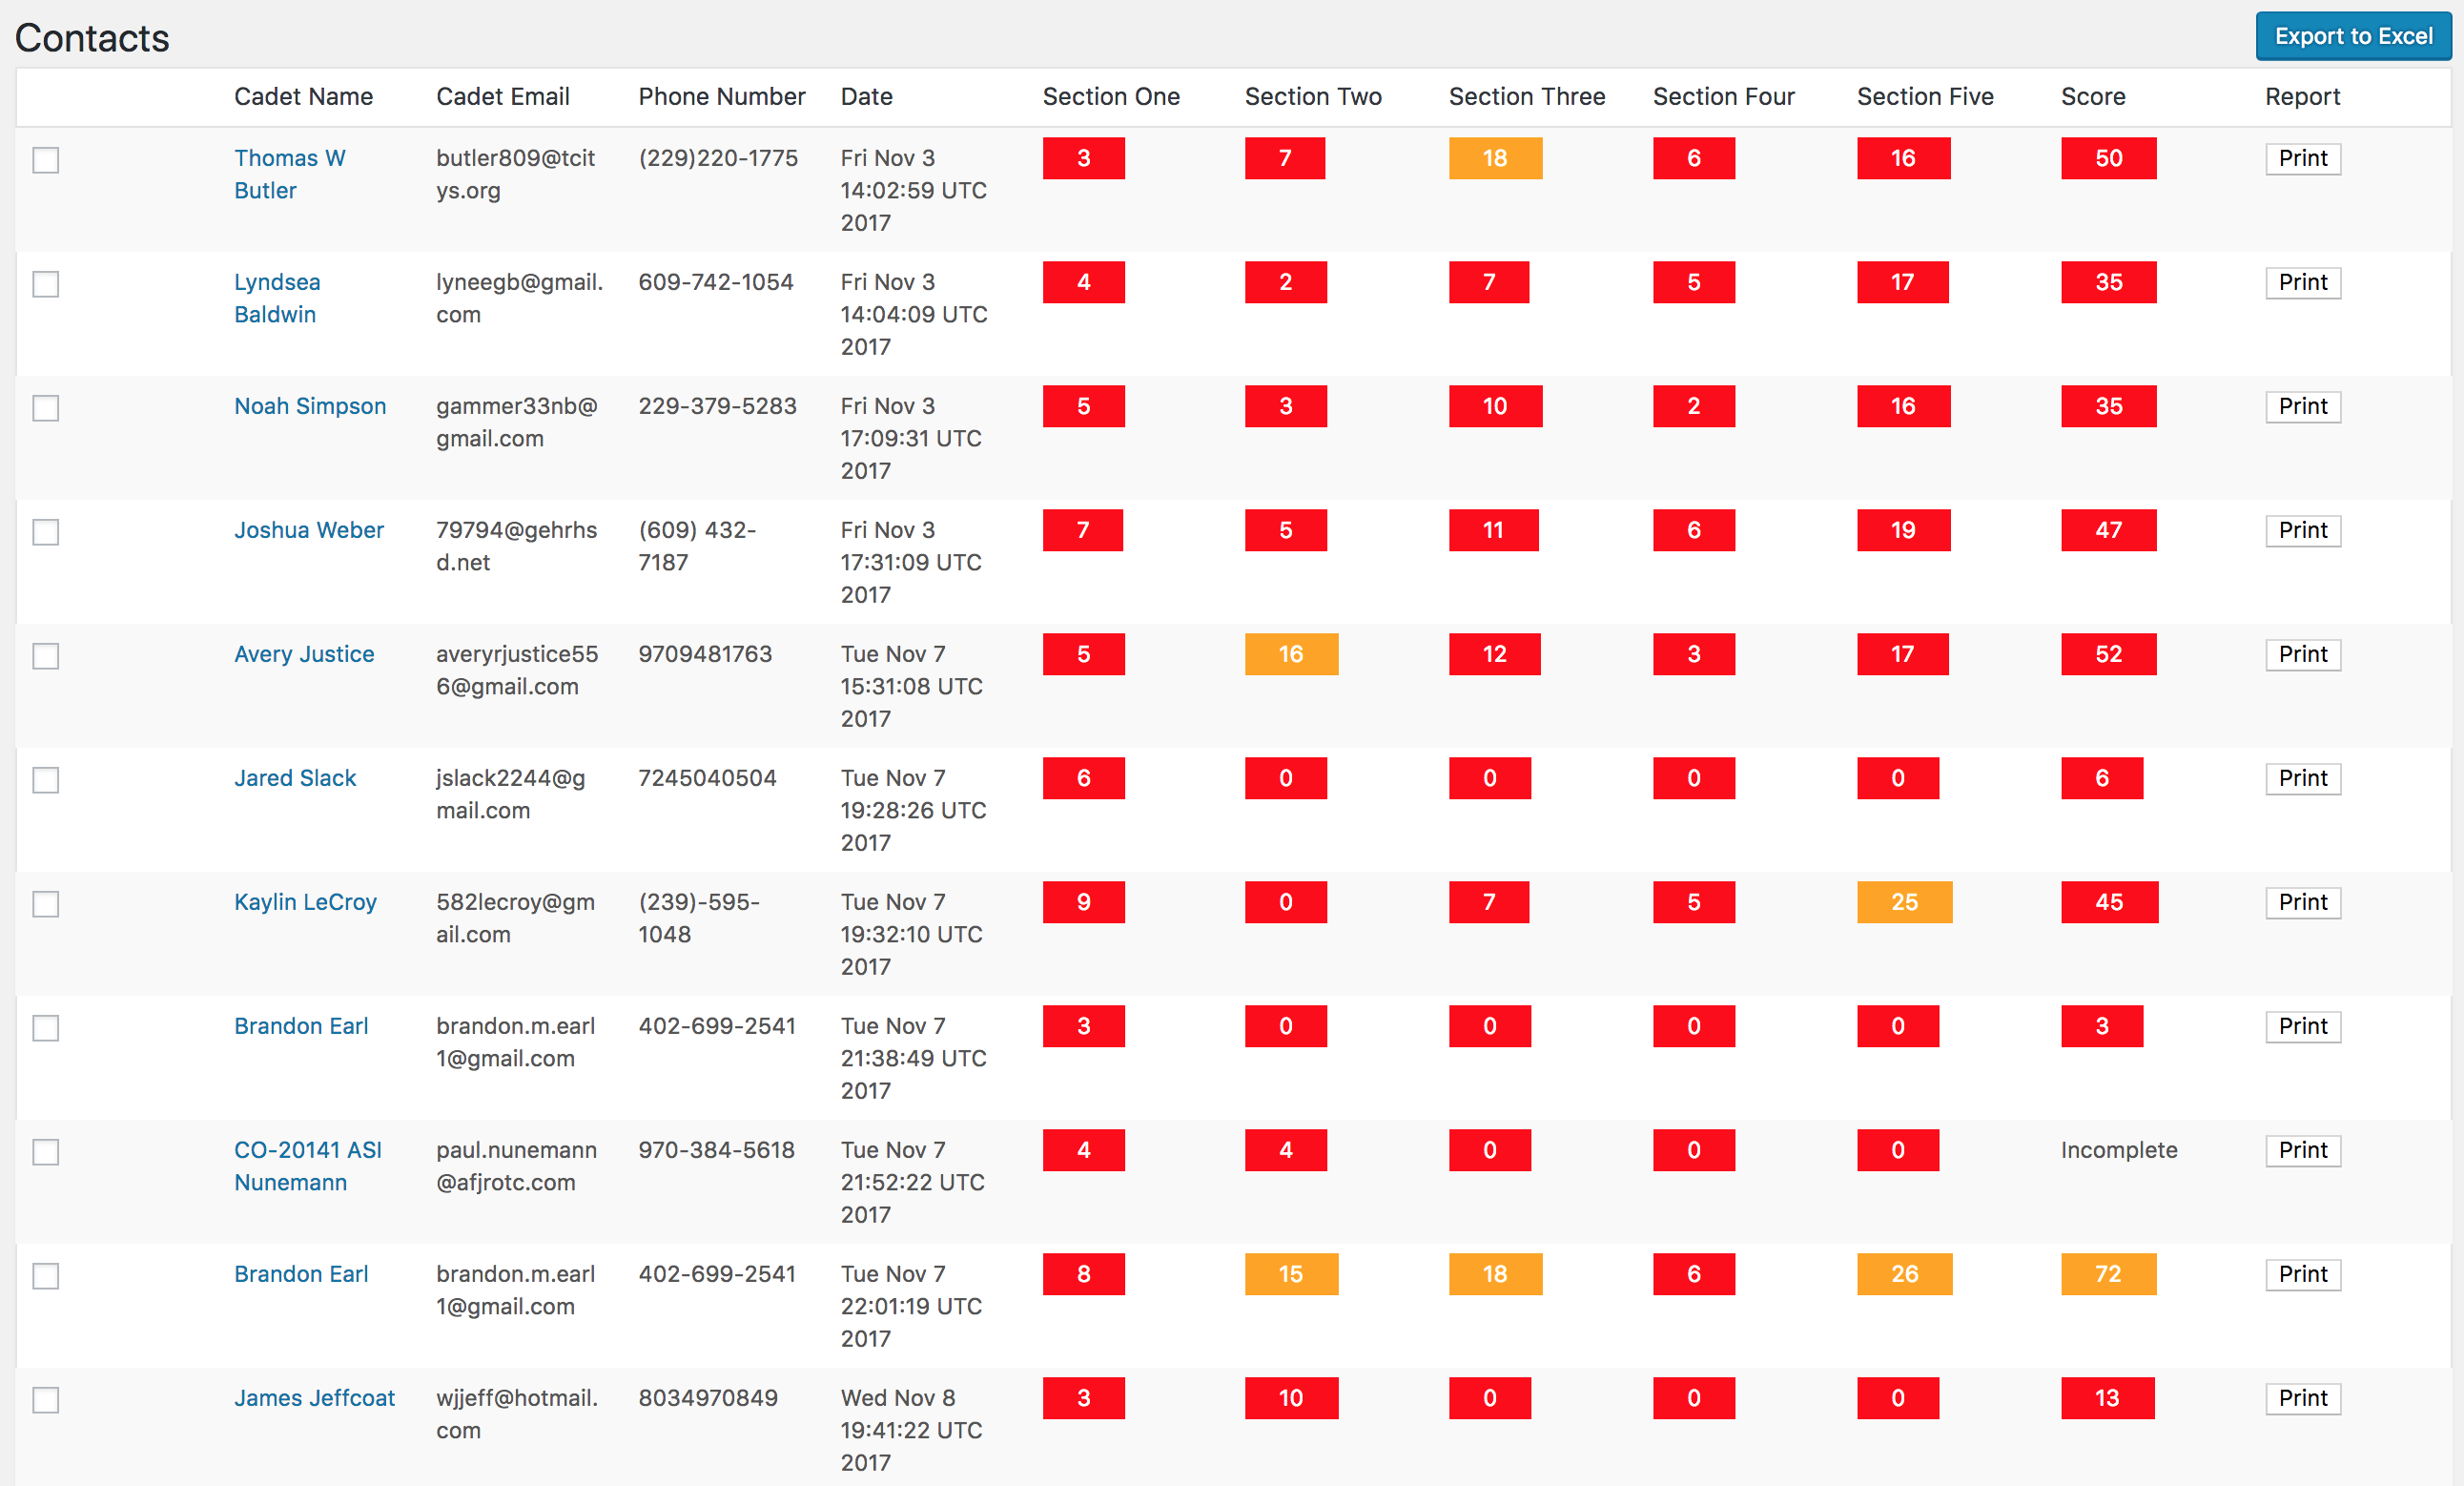 Contacts
Export to Excel
Cadet Name Cadet Email Phone Number Date Section One Section Two Section Three Section Four Section Five Score Report
Thomas W butler809@tcit (229)220-1775 Fri Nov 3 3 7 18 6 16 50 Print
Butler ys.org 14:02:59 UTC
2017
Lyndsea lyneegb@gmail. 609-742-1054 Fri Nov 3 4 2 7 5 17 35 Print
Baldwin com 14:04:09 UTC
2017
Noah Simpson gammer33nb@ 229-379-5283 Fri Nov 3 5 3 10 2 16 35 Print
gmail.com 17:09:31 UTC
2017
Joshua Weber 79794@gehrhs (609) 432- Fri Nov 3 7 5 11 6 19 47 Print
d.net 7187 17:31:09 UTC
2017
Avery Justice averyrjustice55 9709481763 Tue Nov 7 5 16 12 3 17 52 Print
6@gmail.com 15:31:08 UTC
2017
Jared Slack jslack2244@g 7245040504 Tue Nov 7 6 0 0 0 0 6 Print
mail.com 19:28:26 UTC
2017
Kaylin LeCroy 582lecroy@gm (239)-595- Tue Nov 7 9 0 7 5 25 45 Print
ail.com 1048 19:32:10 UTC
2017
Brandon Earl brandon.m.earl 402-699-2541 Tue Nov 7 3 0 0 0 0 3 Print
1@gmail.com 21:38:49 UTC
2017
CO-20141 ASI paul.nunemann 970-384-5618 Tue Nov 7 4 4 0 0 0 Incomplete Print
Nunemann @afjrotc.com 21:52:22 UTC
2017
Brandon Earl brandon.m.earl 402-699-2541 Tue Nov 7 8 15 18 6 26 72 Print
1@gmail.com 22:01:19 UTC
2017
James Jeffcoat wjjeff@hotmail. 8034970849 Wed Nov 8 3 10 0 0 0 13 Print
com 19:41:22 UTC
2017